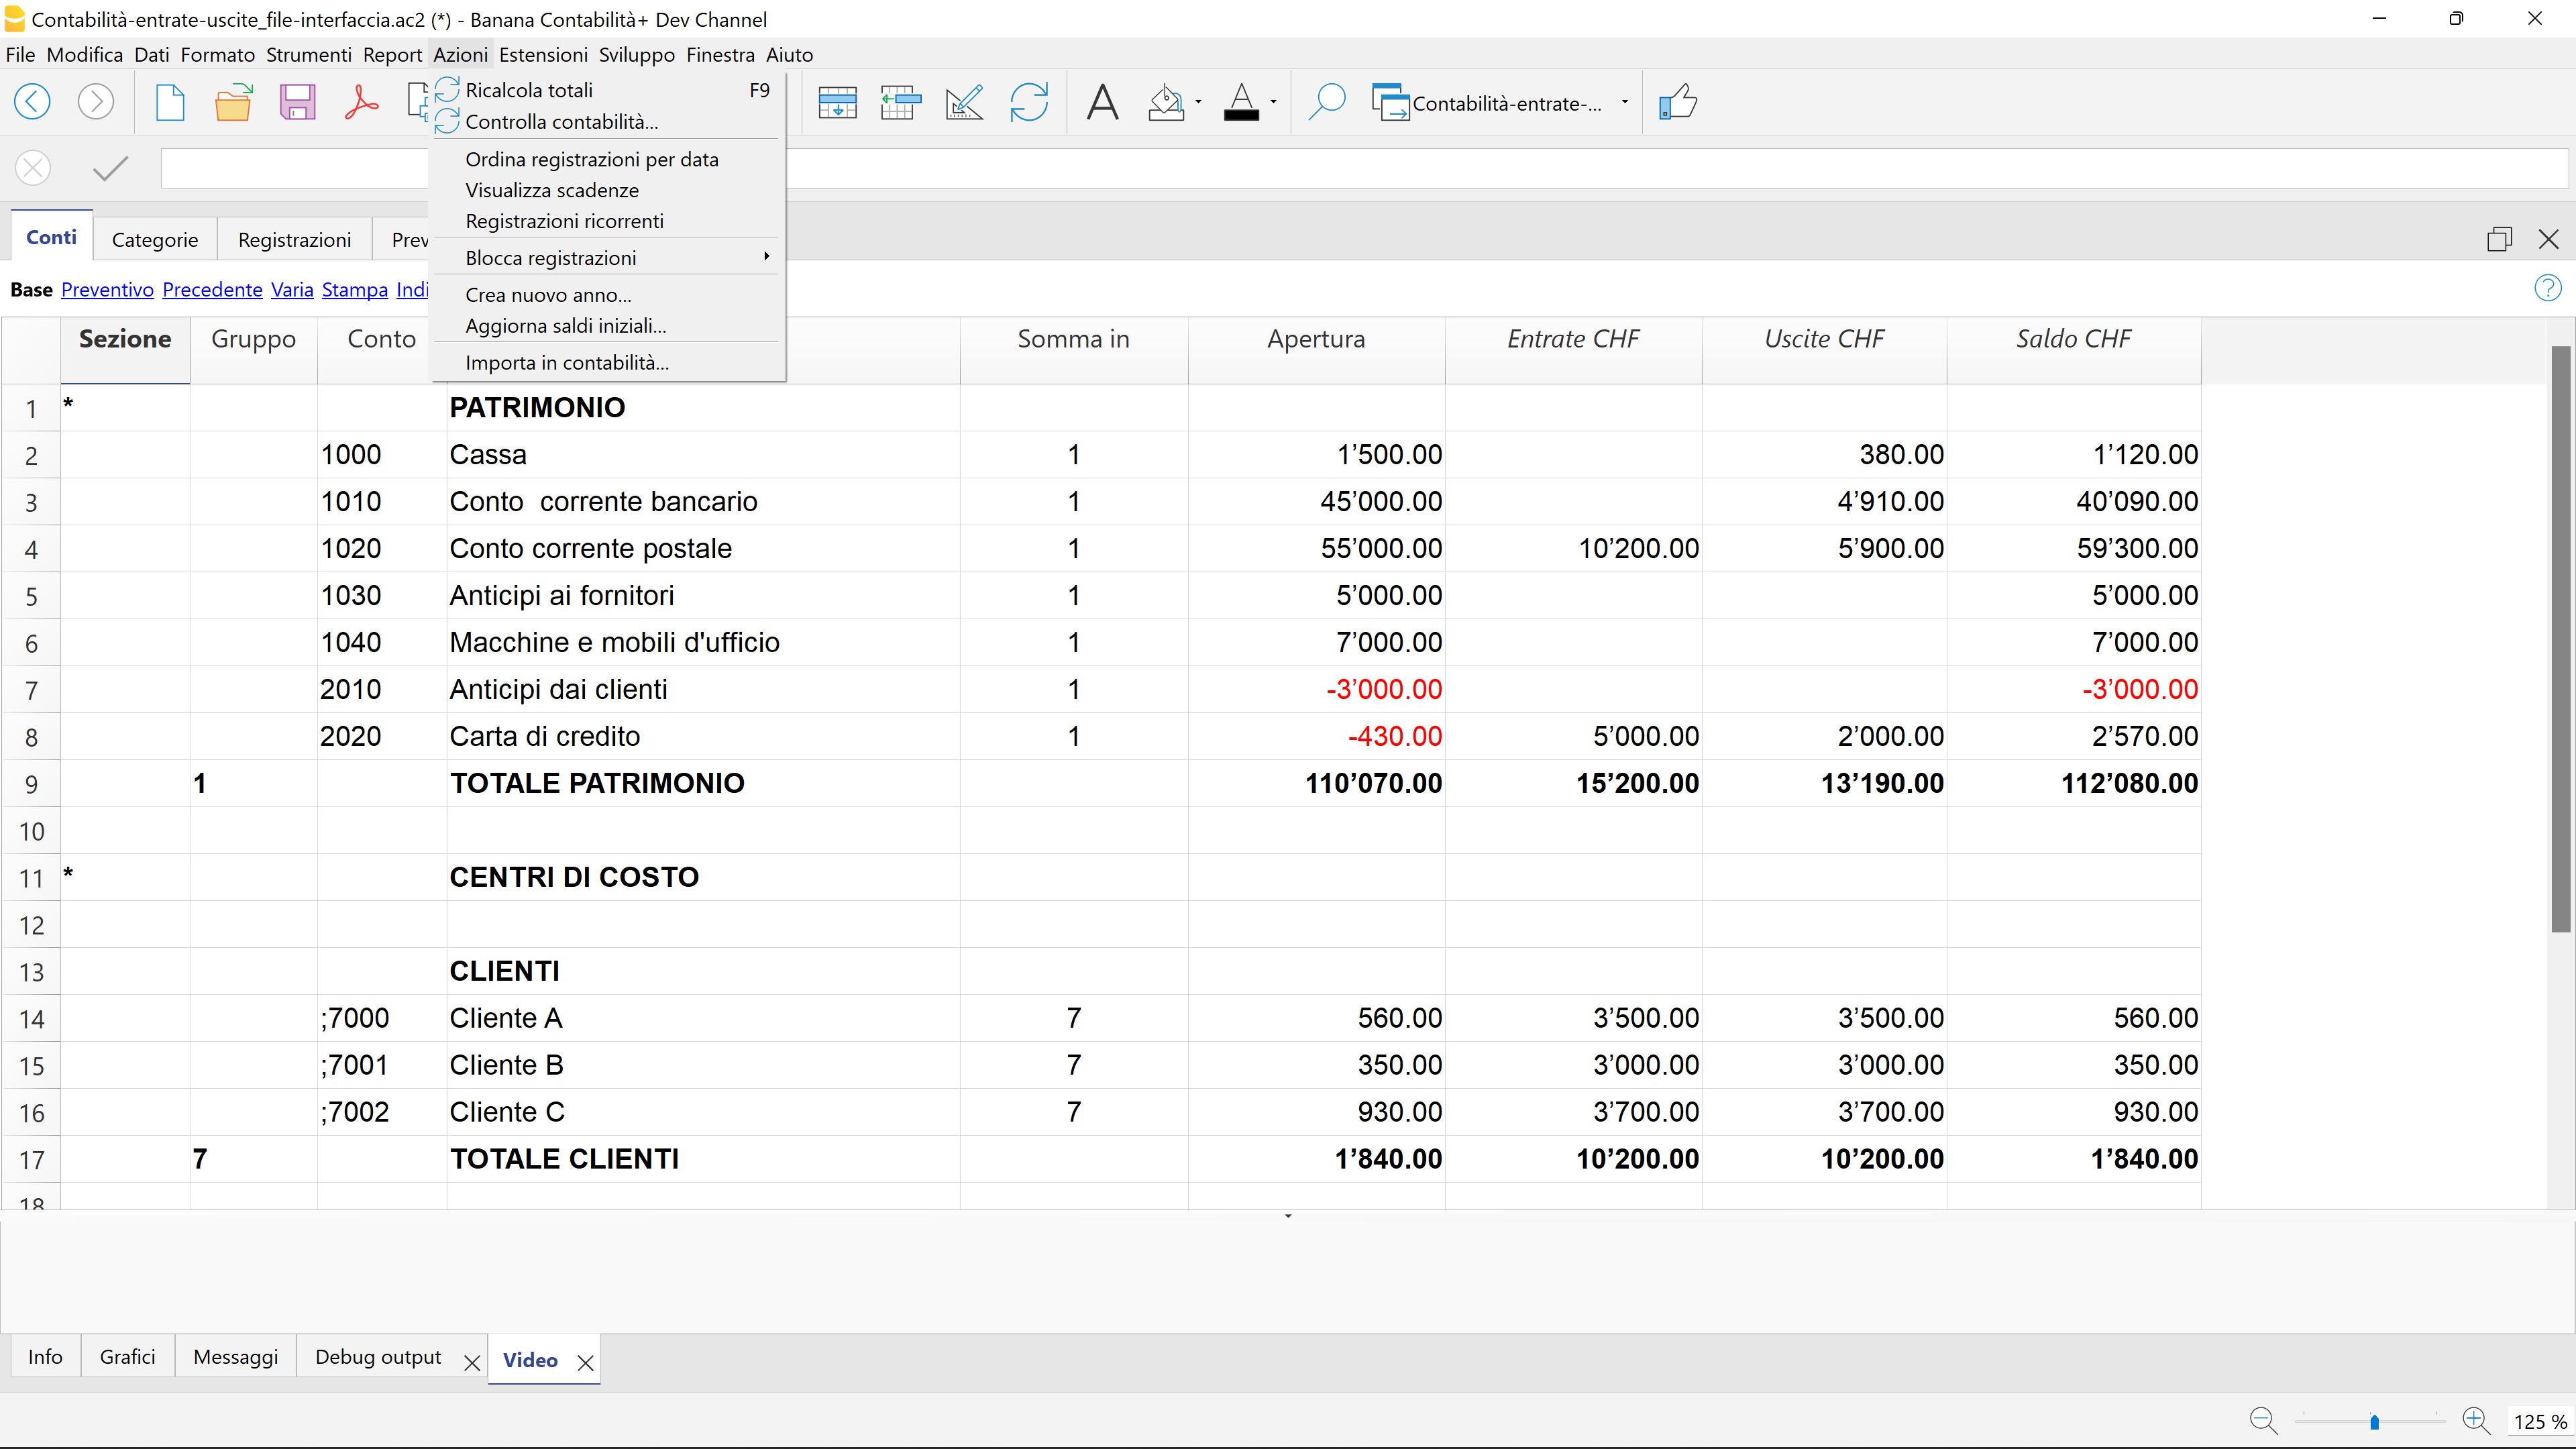 Contabilità-entrate-uscite_file-interfaccia.ac2 (*) - Banana Contabilità+ Dev Channel
File Modifica Dati Formato Strumenti Report Azioni Estensioni Sviluppo Finestra Aiuto
Ricalcola totali F9
Controlla contabilità...
Ordina registrazioni per data
Visualizza scadenze
Registrazioni ricorrenti
Blocca registrazioni
Crea nuovo anno...
Aggiorna saldi iniziali...
Importa in contabilità...
Contabilità-entrate-...
Conti Categorie Registrazioni Prev
Base Preventivo Precedente Varia Stampa Indi
Sezione Gruppo Conto Somma in Apertura Entrate CHF Uscite CHF Saldo CHF
1 * PATRIMONIO
2 1000 Cassa 1 1’500.00 380.00 1’120.00
3 1010 Conto  corrente bancario 1 45’000.00 4’910.00 40’090.00
4 1020 Conto corrente postale 1 55’000.00 10’200.00 5’900.00 59’300.00
5 1030 Anticipi ai fornitori 1 5’000.00 5’000.00
6 1040 Macchine e mobili d'ufficio 1 7’000.00 7’000.00
7 2010 Anticipi dai clienti 1 -3’000.00 -3’000.00
8 2020 Carta di credito 1 -430.00 5’000.00 2’000.00 2’570.00
9 1 TOTALE PATRIMONIO 110’070.00 15’200.00 13’190.00 112’080.00
10
11 * CENTRI DI COSTO
12
13 CLIENTI
14 ;7000 Cliente A 7 560.00 3’500.00 3’500.00 560.00
15 ;7001 Cliente B 7 350.00 3’000.00 3’000.00 350.00
16 ;7002 Cliente C 7 930.00 3’700.00 3’700.00 930.00
17 7 TOTALE CLIENTI 1’840.00 10’200.00 10’200.00 1’840.00
18
Info Grafici Messaggi Debug output Video
125 %